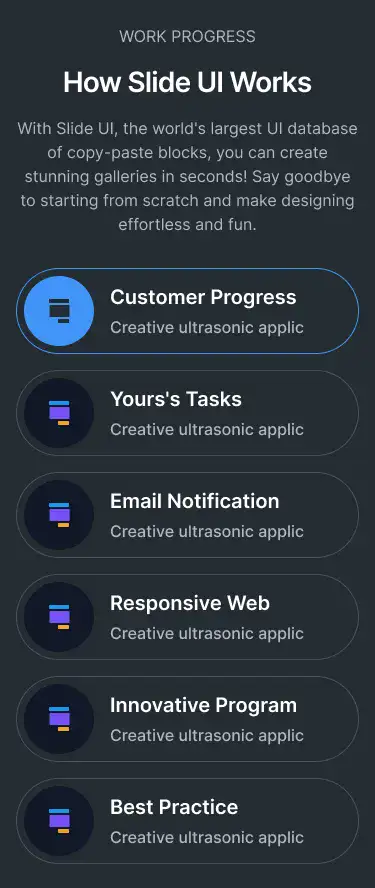 WORK PROGRESS
How Slide UI Works
With Slide UI, the world's largest UI database
of copy-paste blocks, you can create
stunning galleries in seconds! Say goodbye
to starting from scratch and make designing
effortless and fun.
Customer Progress
Creative ultrasonic applic
Yours's Tasks
Creative ultrasonic applic
Email Notification
Creative ultrasonic applic
Responsive Web
Creative ultrasonic applic
Innovative Program
Creative ultrasonic applic
Best Practice
Creative ultrasonic applic